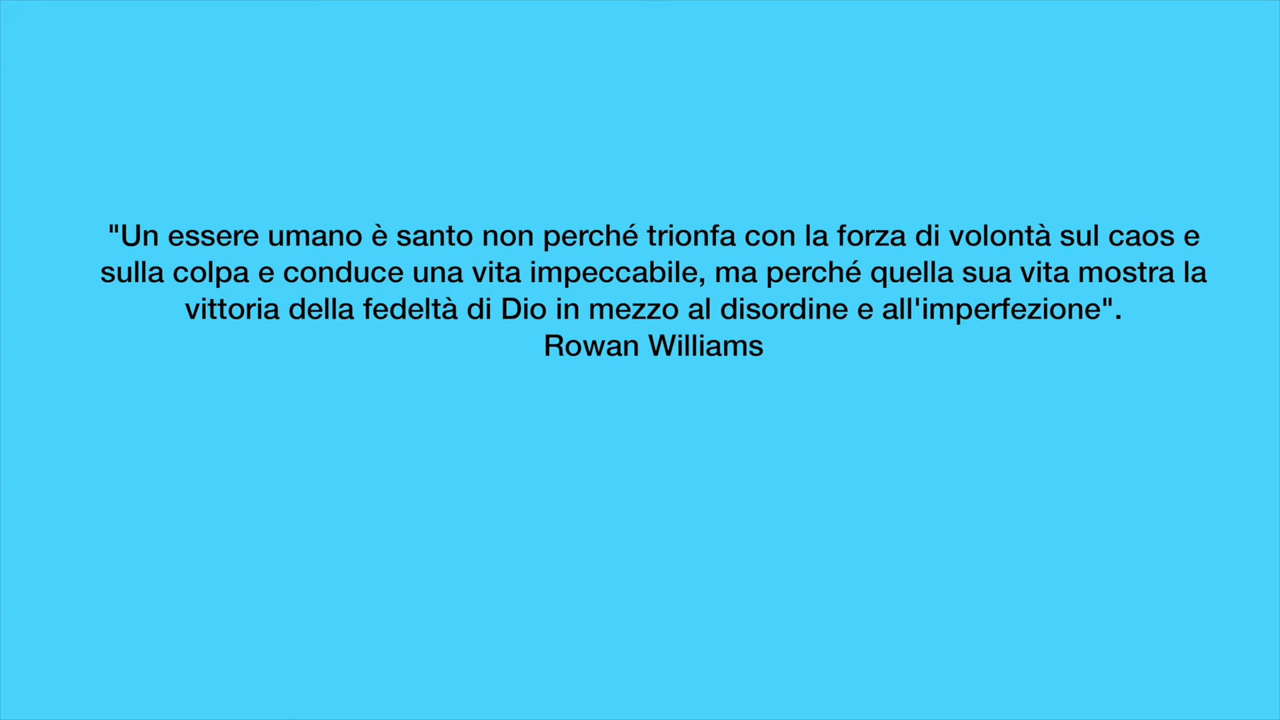 "Un essere umano è santo non perché trionfa con la forza di volontà sul caos e
sulla colpa e conduce una vita impeccabile, ma perché quella sua vita mostra la
vittoria della fedeltà di Dio in mezzo al disordine e all'imperfezione".
Rowan Williams